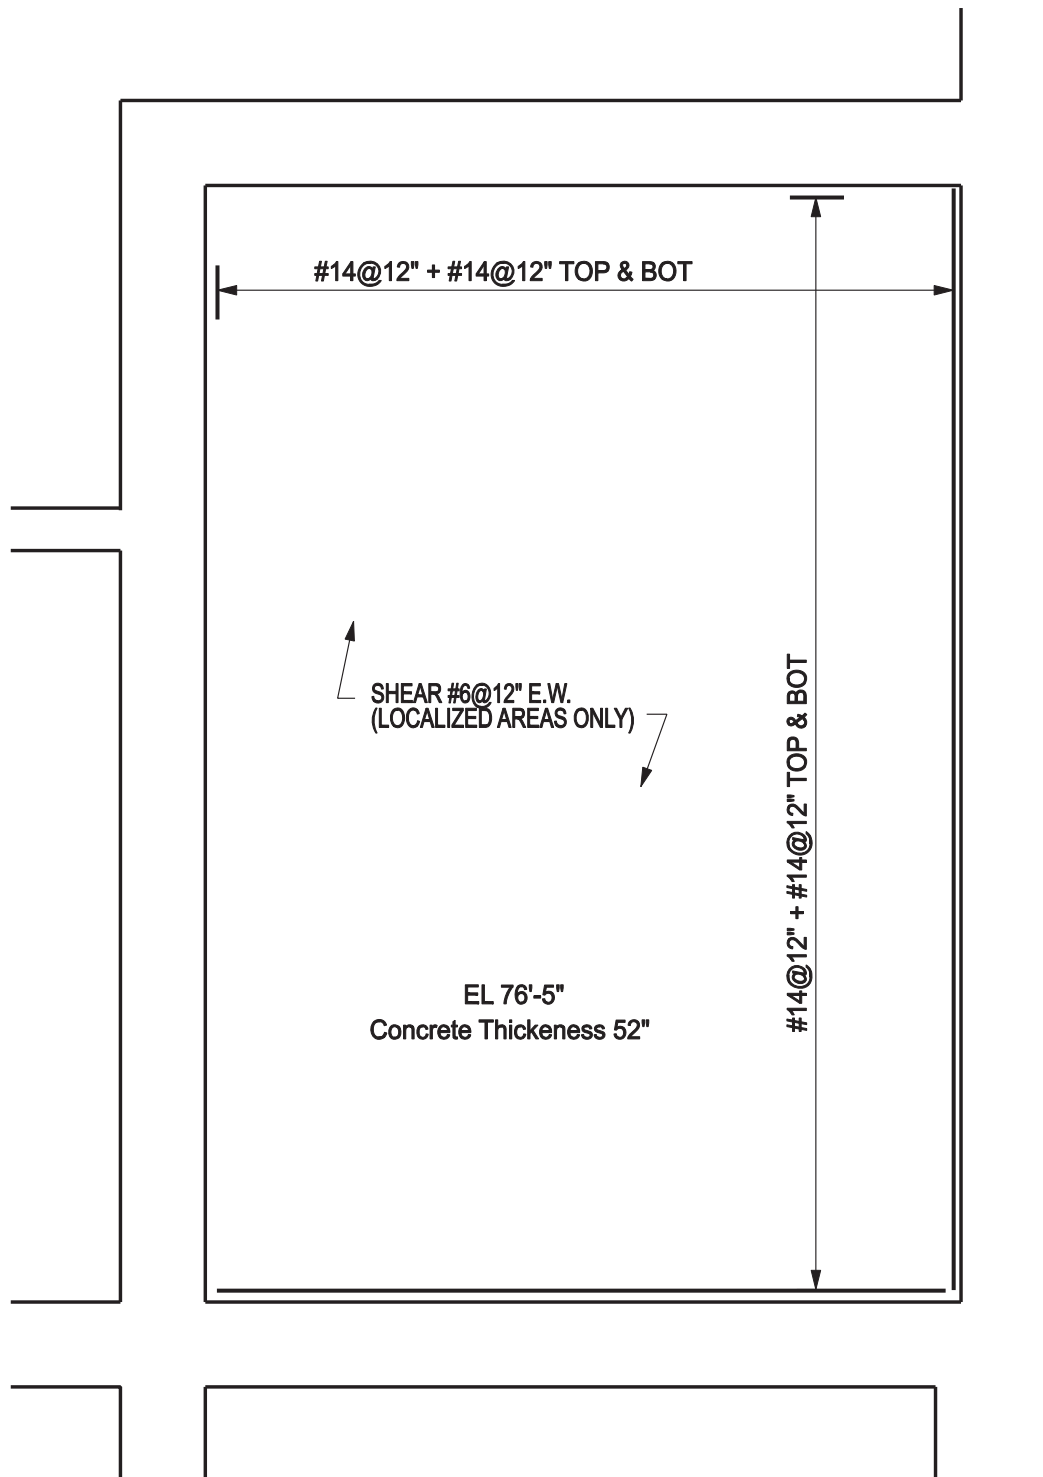 #14@12" + #14@12" TOP & BOT
SHEAR #6@12" E.W.
(LOCALIZED AREAS ONLY)
#14@12" + #14@12" TOP & BOT
EL 76'-5"
Concrete Thickeness 52"